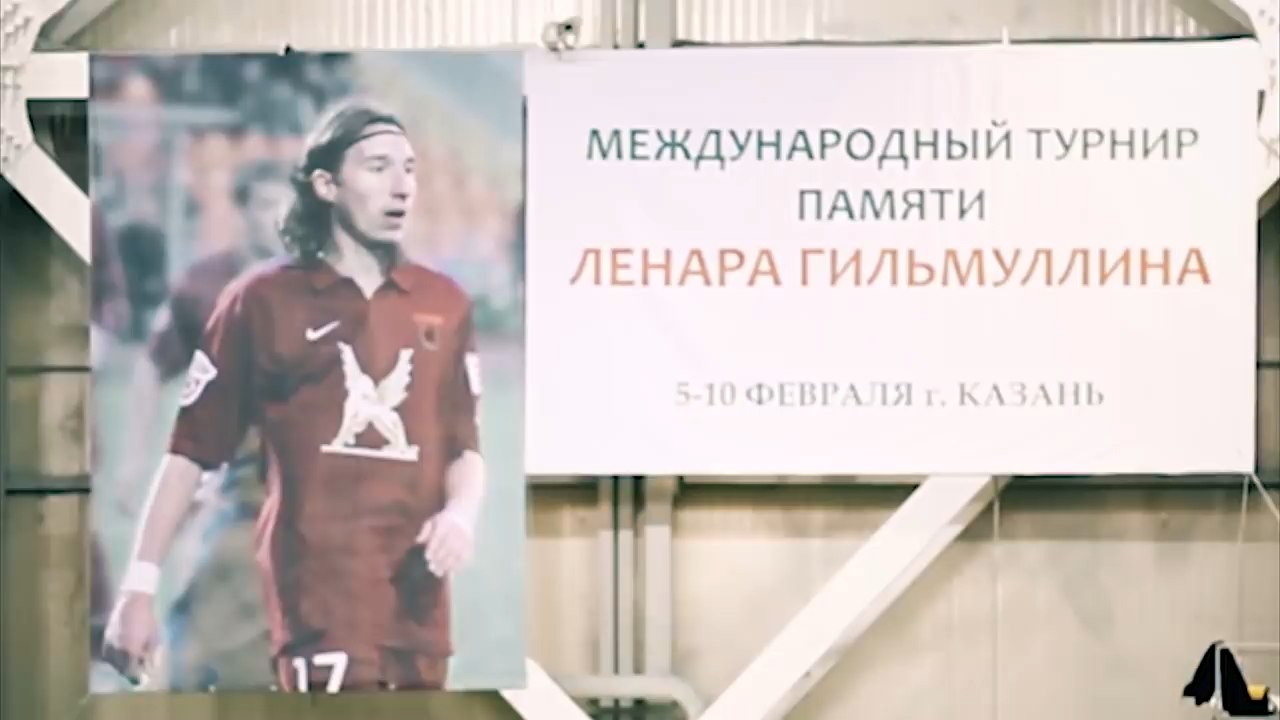 МЕЖДУНАРОДНЫЙ ТУРНИР
ПАМЯТИ
ЛЕНАРА ГИЛЬМУЛЛИНА
5-10 ФЕВРАЛЯ г. КАЗАНЬ
17